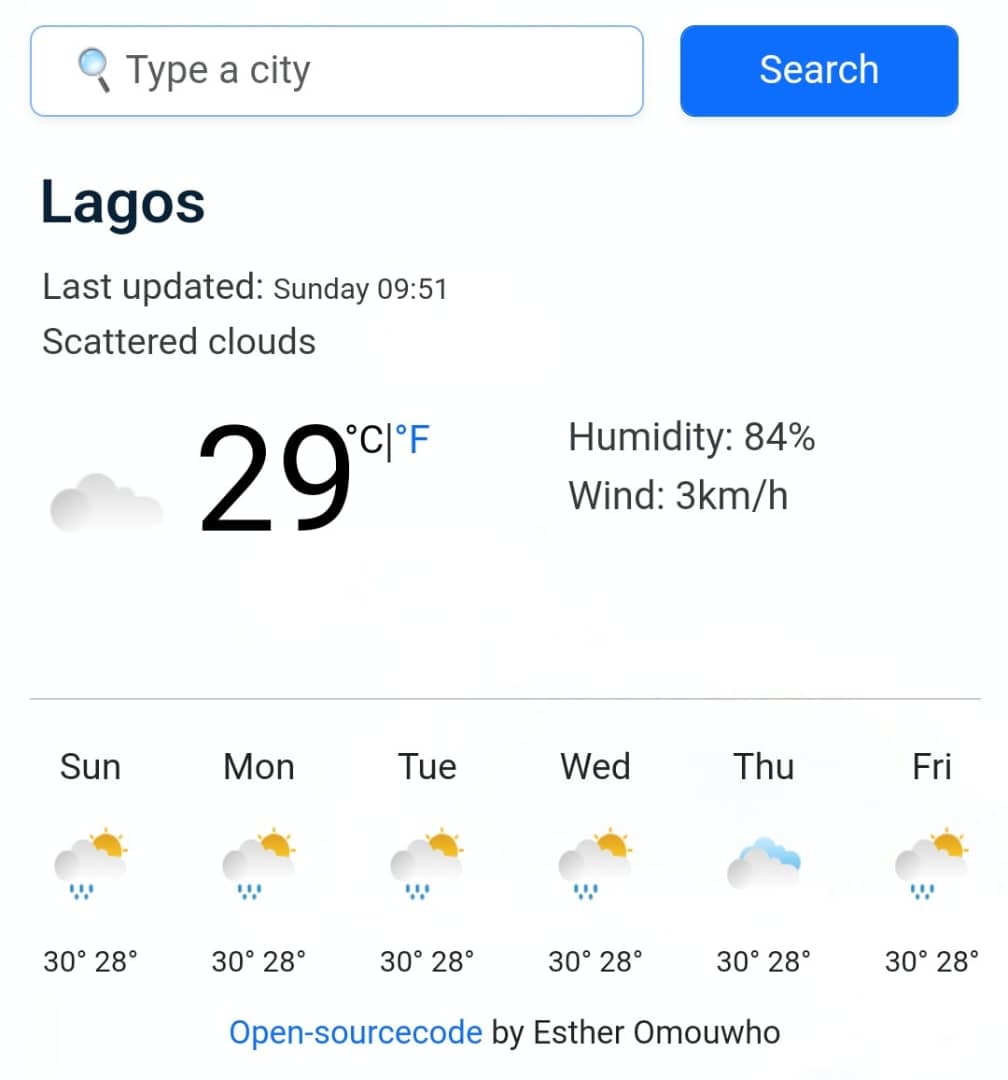 🔍 Type a city
Search
Lagos
Last updated: Sunday 09:51
Scattered clouds
29°C|°F
Humidity: 84%
Wind: 3km/h
Sun Mon Tue Wed Thu Fri
30° 28° 30° 28° 30° 28° 30° 28° 30° 28° 30° 28°
Open-sourcecode by Esther Omouwho